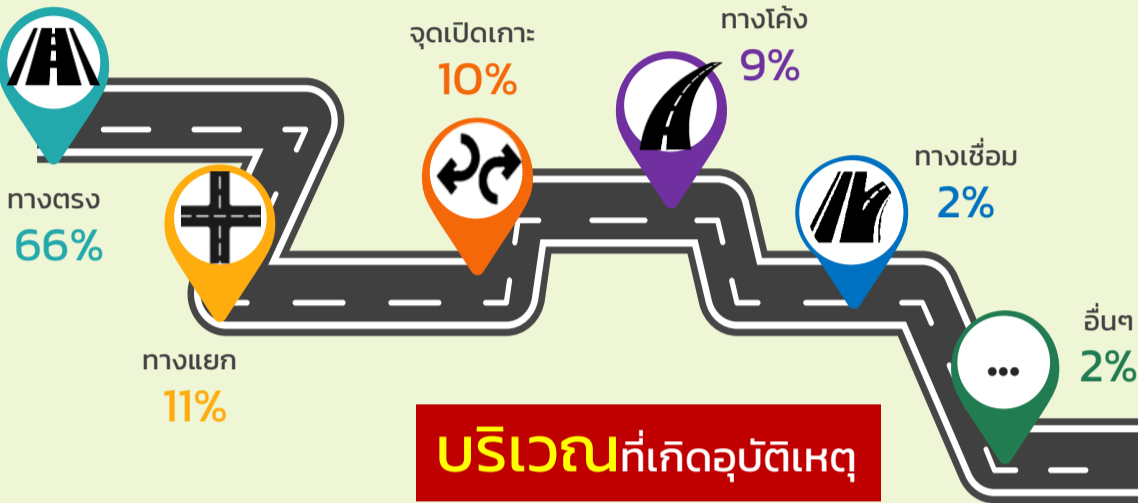 ทางตรง
66%
ทางแยก
11%
จุดเปิดเกาะ
10%
ทางโค้ง
9%
ทางเชื่อม
2%
...
อื่นๆ
2%
บริเวณที่เกิดอุบัติเหตุ